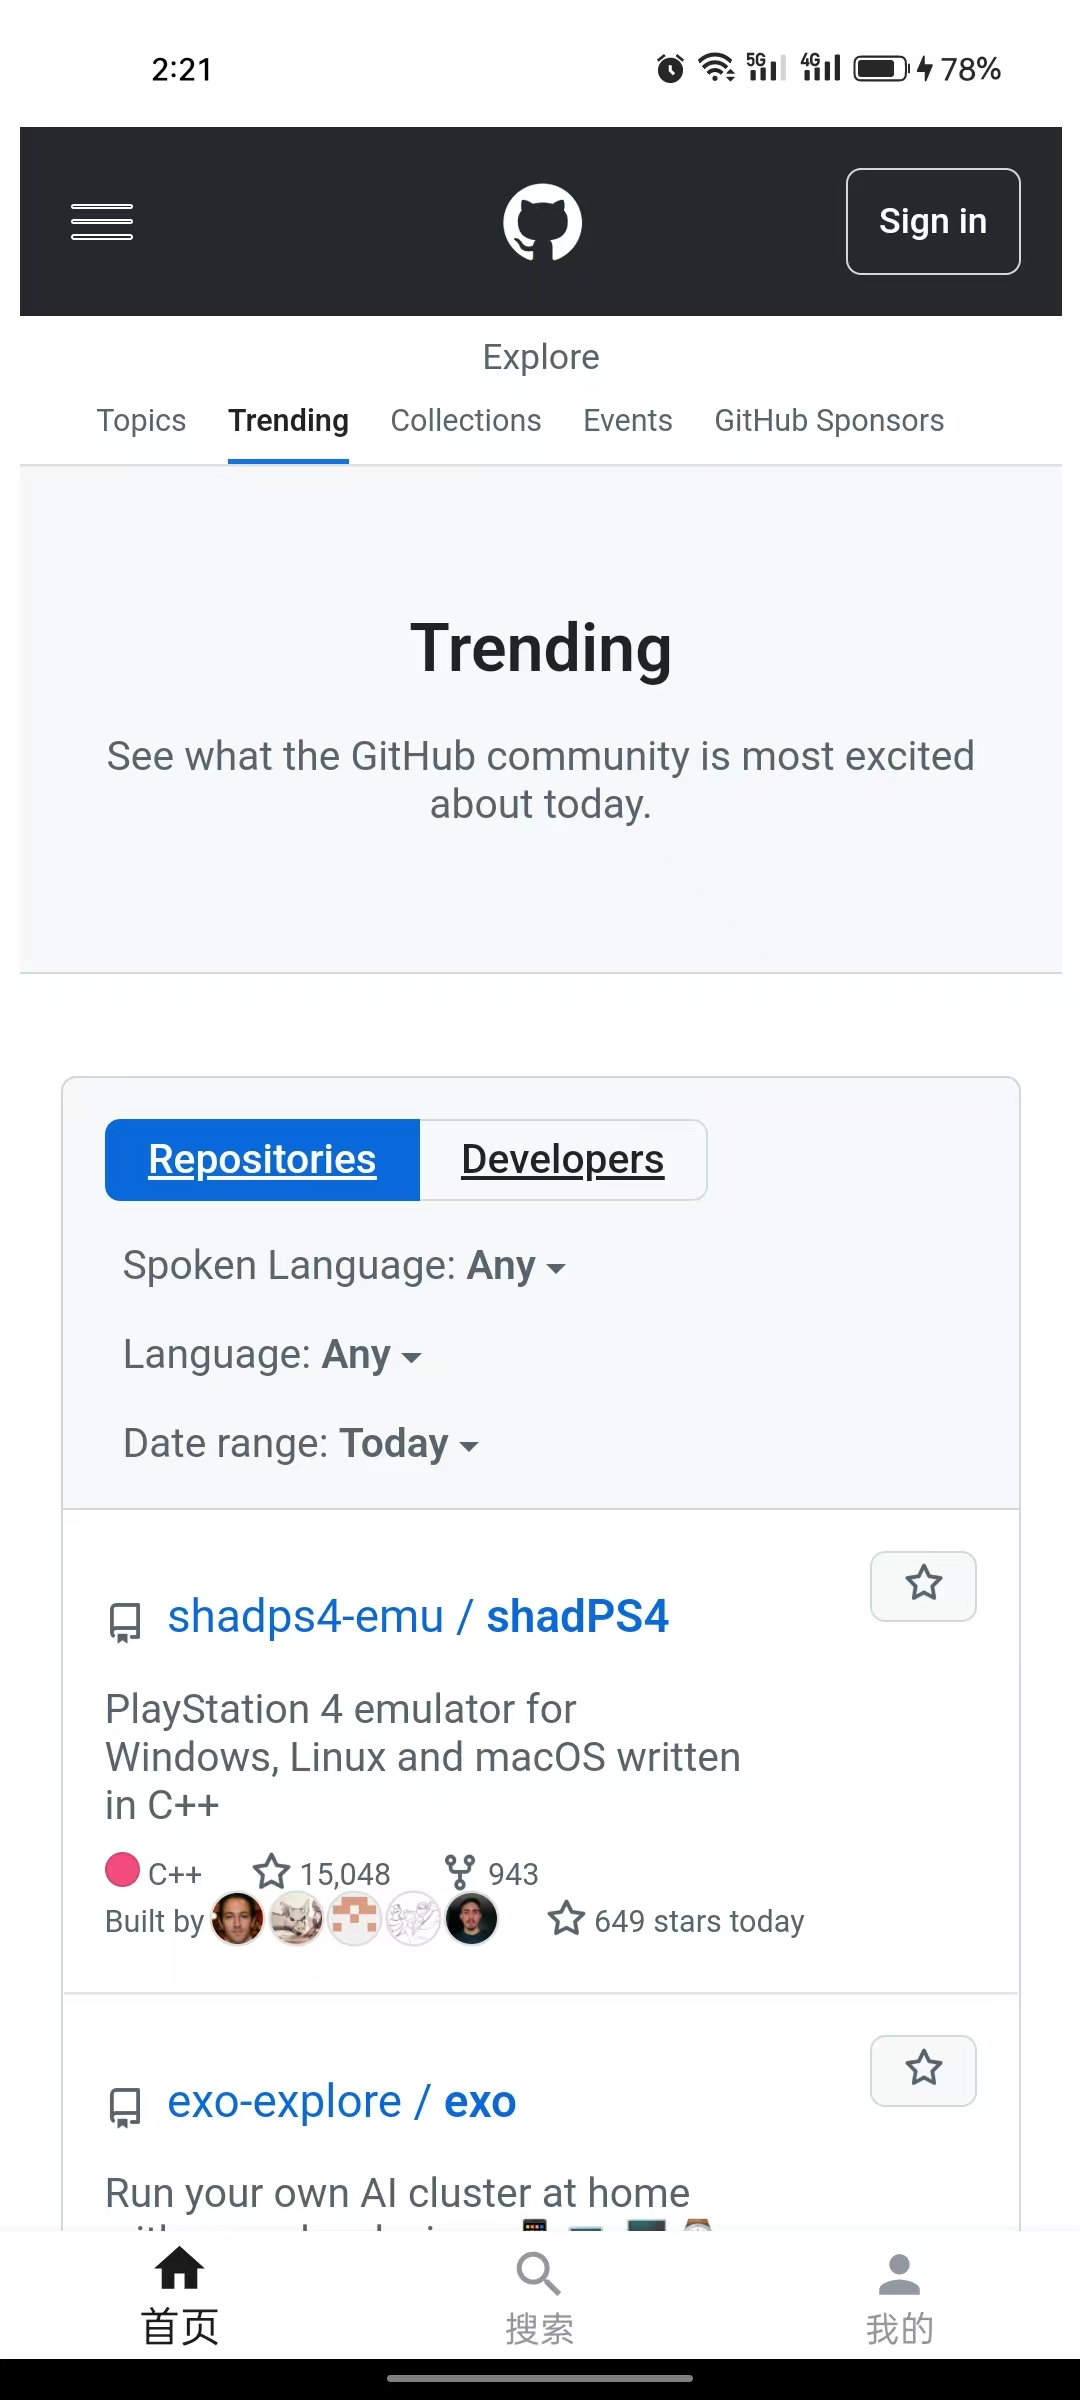 2:21
5G
4G
78%
Sign in
Explore
Topics Trending Collections Events GitHub Sponsors
Trending
See what the GitHub community is most excited
about today.
Repositories Developers
Spoken Language: Any
Language: Any
Date range: Today
shadps4-emu / shadPS4
PlayStation 4 emulator for
Windows, Linux and macOS written
in C++
C++ 15,048 943
Built by 649 stars today
exo-explore / exo
Run your own AI cluster at home
首页 搜索 我的